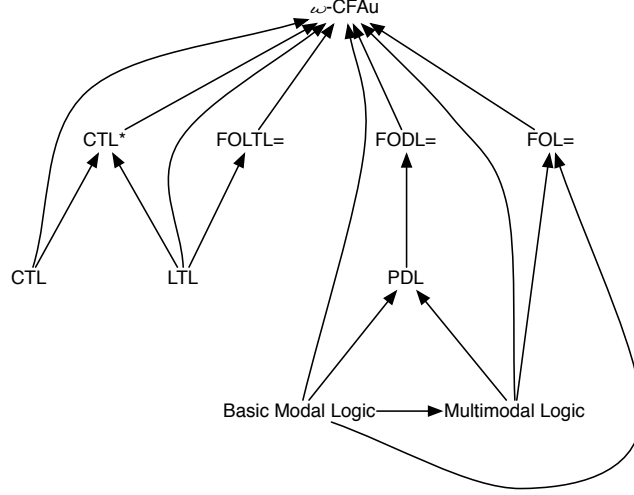 ω-CFAu
CTL* FOLTL= FODL= FOL=
CTL LTL PDL
Basic Modal Logic Multimodal Logic